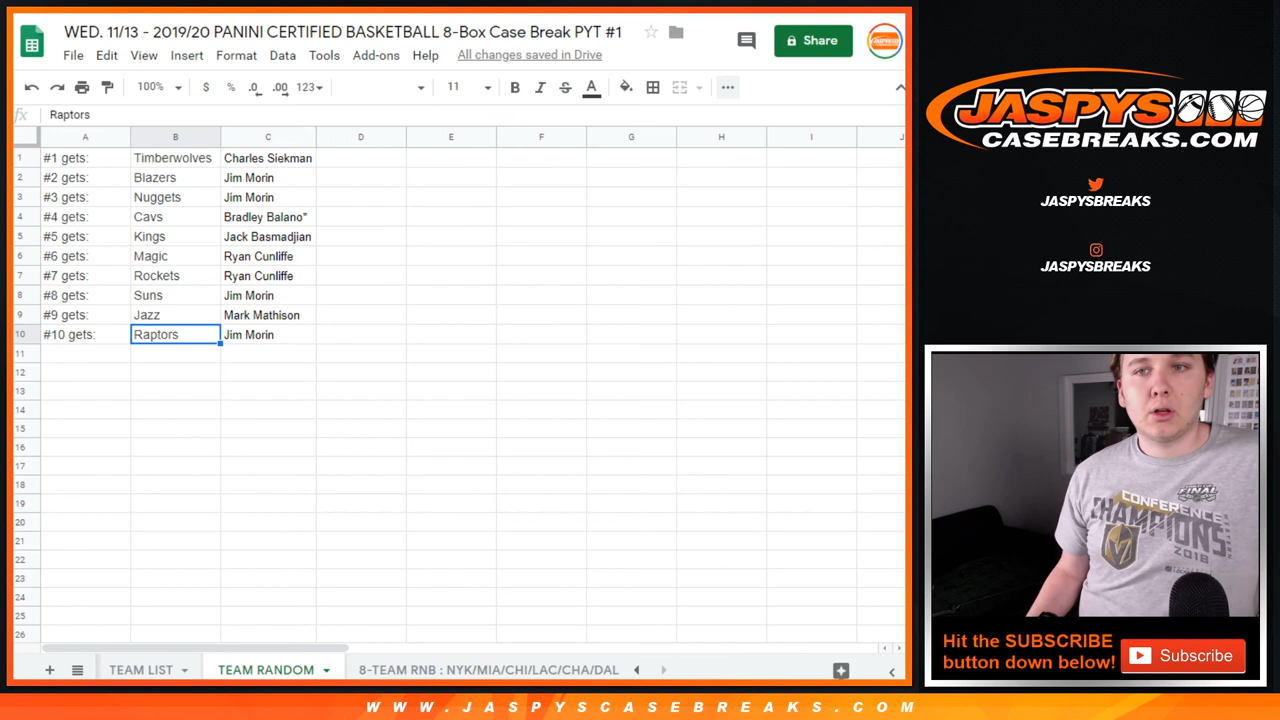 WED. 11/13 - 2019/20 PANINI CERTIFIED BASKETBALL 8-Box Case Break PYT #1
File Edit View Insert Format Data Tools Add-ons Help All changes saved in Drive
Share
100% $ % .0 .00 123 11 B I S A
fx Raptors
A B C D E F G H I J
1 #1 gets: Timberwolves Charles Siekman
2 #2 gets: Blazers Jim Morin
3 #3 gets: Nuggets Jim Morin
4 #4 gets: Cavs Bradley Balano"
5 #5 gets: Kings Jack Basmadjian
6 #6 gets: Magic Ryan Cunliffe
7 #7 gets: Rockets Ryan Cunliffe
8 #8 gets: Suns Jim Morin
9 #9 gets: Jazz Mark Mathison
10 #10 gets: Raptors Jim Morin
11
12
13
14
15
16
17
18
19
20
21
22
23
24
25
26
TEAM LIST TEAM RANDOM 8-TEAM RNB : NYK/MIA/CHI/LAC/CHA/DAL
JASPYS
CASEBREAKS.COM
JASPYSBREAKS
JASPYSBREAKS
FINAL
CONFERENCE
CHAMPIONS
2018
Hit the SUBSCRIBE
button down below!
Subscribe
WWW.JASPYSCASEBREAKS.COM